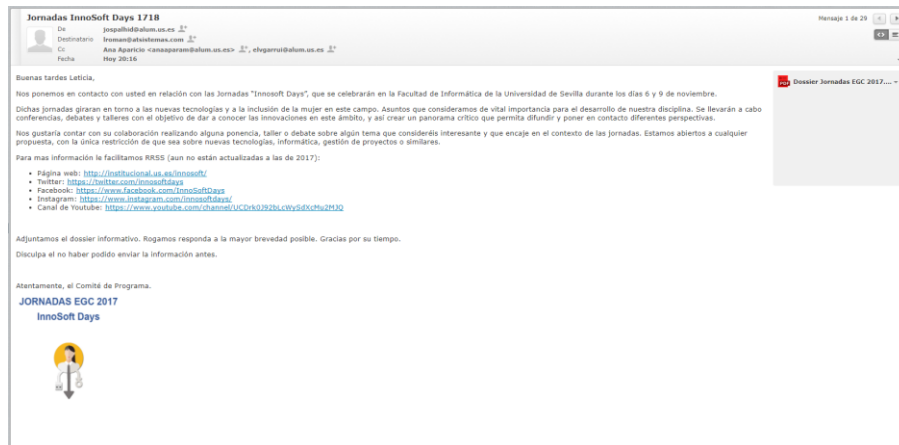 Jornadas InnoSoft Days 1718
Mensaje 1 de 29
De jospalhid@alum.us.es
Destinatario lroman@atsistemas.com
Cc Ana Aparicio <anaaparam@alum.us.es>, elvgarrui@alum.us.es
Fecha Hoy 20:16
Buenas tardes Leticia,
Dossier Jornadas EGC 2017....
Nos ponemos en contacto con usted en relación con las Jornadas "Innosoft Days", que se celebrarán en la Facultad de Informática de la Universidad de Sevilla durante los días 6 y 9 de noviembre.
Dichas jornadas giraran en torno a las nuevas tecnologías y a la inclusión de la mujer en este campo. Asuntos que consideramos de vital importancia para el desarrollo de nuestra disciplina. Se llevarán a cabo
conferencias, debates y talleres con el objetivo de dar a conocer las innovaciones en este ámbito, y así crear un panorama crítico que permita difundir y poner en contacto diferentes perspectivas.
Nos gustaría contar con su colaboración realizando alguna ponencia, taller o debate sobre algún tema que consideréis interesante y que encaje en el contexto de las jornadas. Estamos abiertos a cualquier
propuesta, con la única restricción de que sea sobre nuevas tecnologías, informática, gestión de proyectos o similares.
Para mas información le facilitamos RRSS (aun no están actualizadas a las de 2017):
• Página web: http://institucional.us.es/innosoft/
• Twitter: https://twitter.com/innosoftdays
• Facebook: https://www.facebook.com/InnoSoftDays
• Instagram: https://www.instagram.com/innosoftdays/
• Canal de Youtube: https://www.youtube.com/channel/UCDrk0J92bLcWySdXcMu2MJQ
Adjuntamos el dossier informativo. Rogamos responda a la mayor brevedad posible. Gracias por su tiempo.
Disculpa el no haber podido enviar la información antes.
Atentamente, el Comité de Programa.
JORNADAS EGC 2017
InnoSoft Days